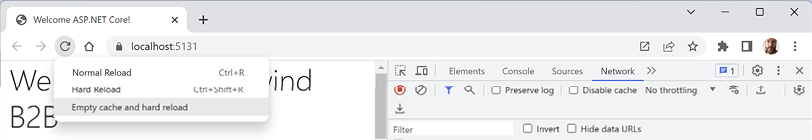 Welcome ASP.NET Core!
localhost:5131
Normal Reload Ctrl+R
Hard Reload Ctrl+Shift+R
Empty cache and hard reload
We wind
B2B
Elements Console Sources Network 1
Preserve log Disable cache No throttling
Filter Invert Hide data URLs